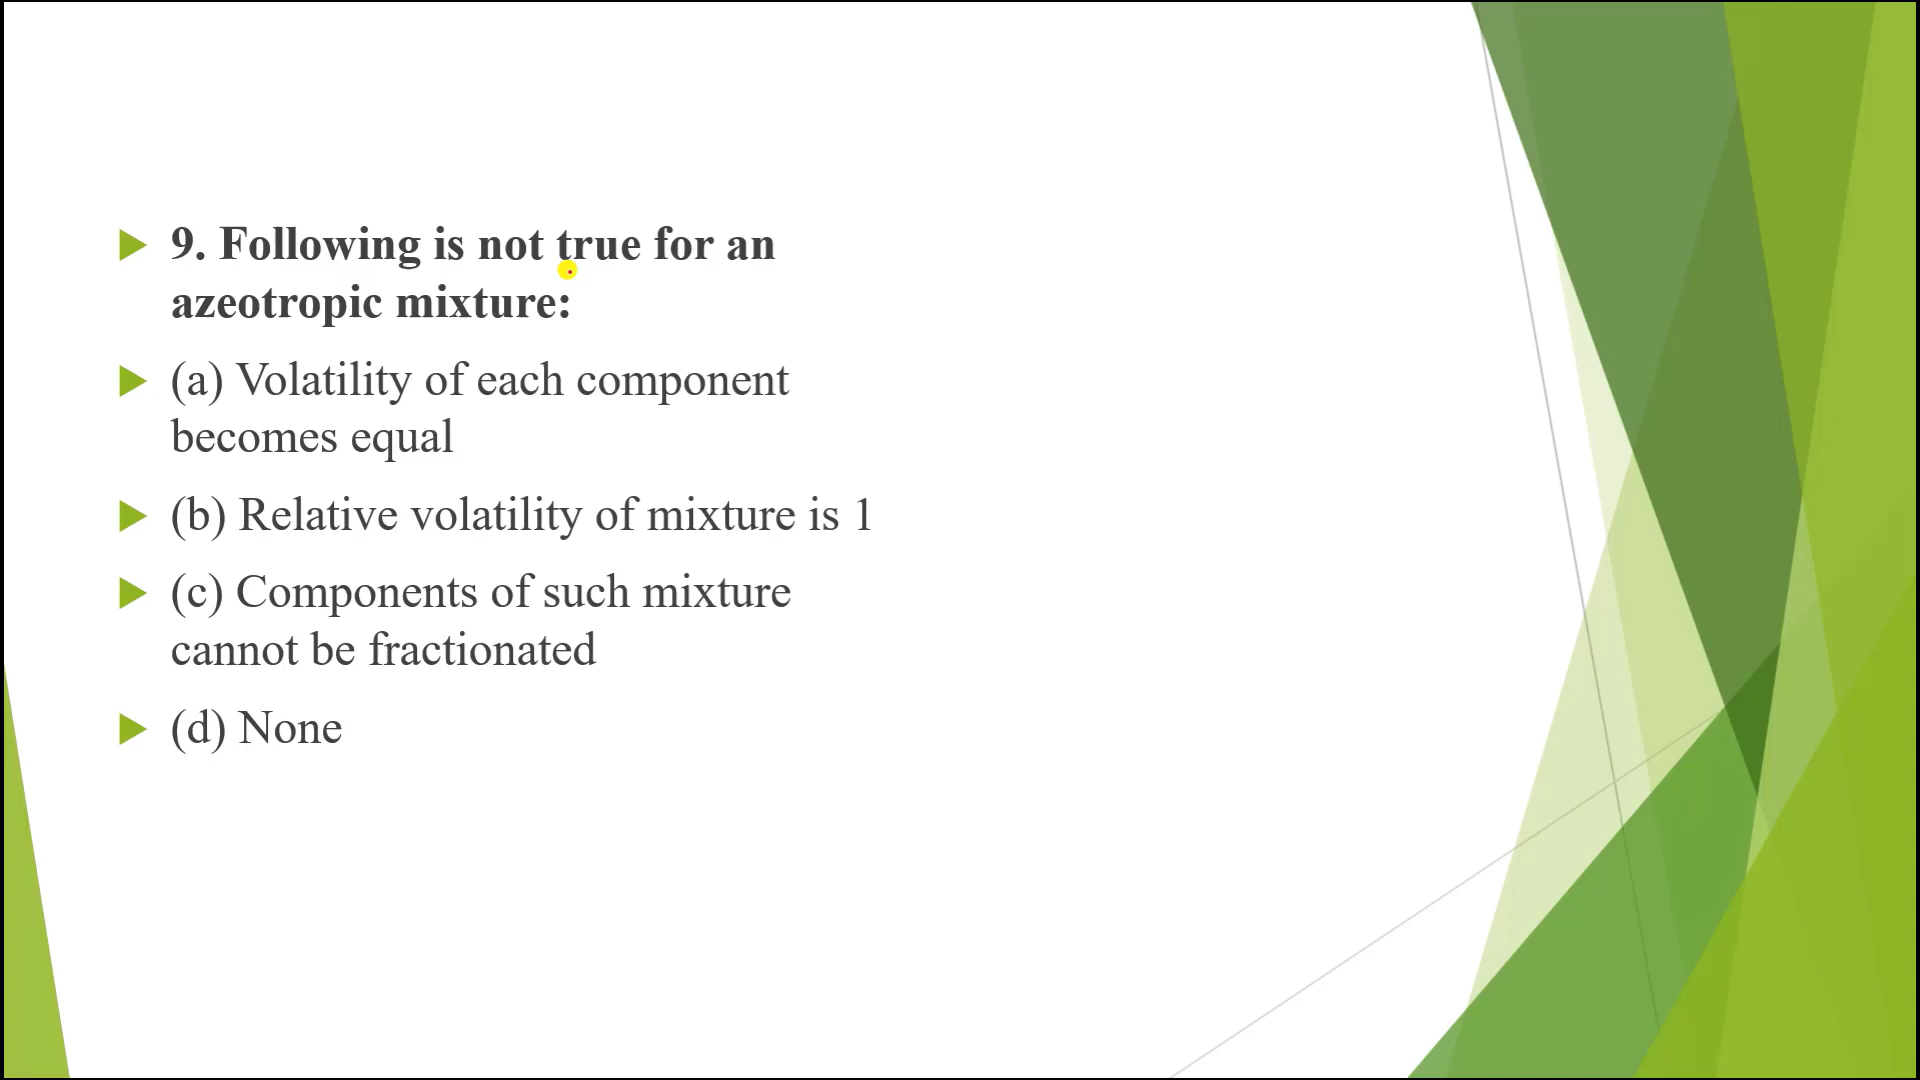 9. Following is not true for an
azeotropic mixture:
(a) Volatility of each component
becomes equal
(b) Relative volatility of mixture is 1
(c) Components of such mixture
cannot be fractionated
(d) None